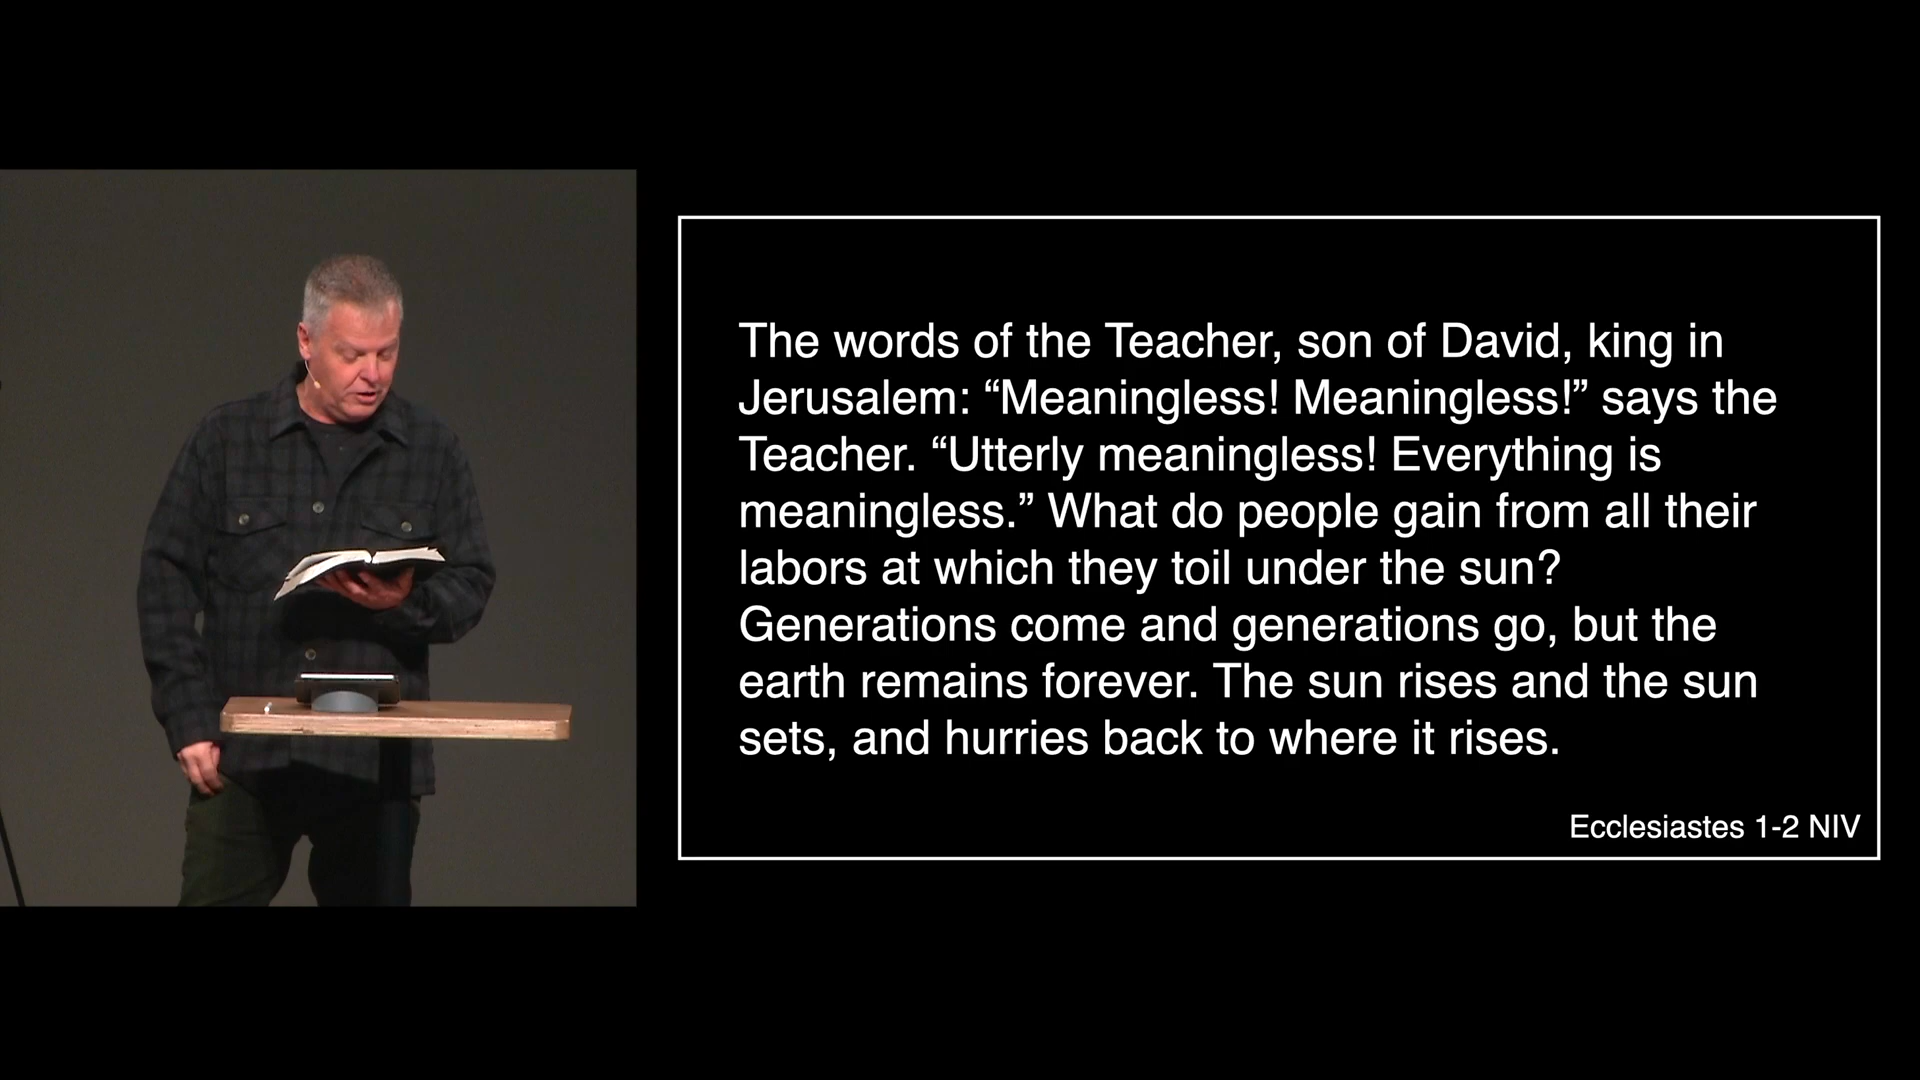 The words of the Teacher, son of David, king in
Jerusalem: “Meaningless! Meaningless!” says the
Teacher. “Utterly meaningless! Everything is
meaningless.” What do people gain from all their
labors at which they toil under the sun?
Generations come and generations go, but the
earth remains forever. The sun rises and the sun
sets, and hurries back to where it rises.
Ecclesiastes 1-2 NIV